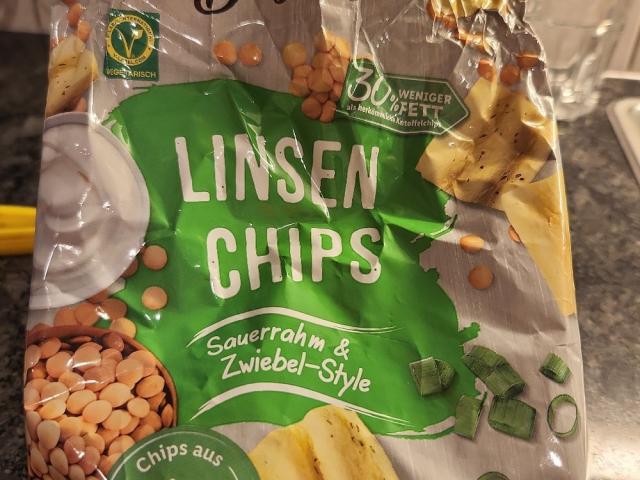 VEGETARISCH
30% WENIGER
FETT
als herkömmliche Kartoffelchips
LINSEN
CHIPS
Sauerrahm &
Zwiebel-Style
Chips aus